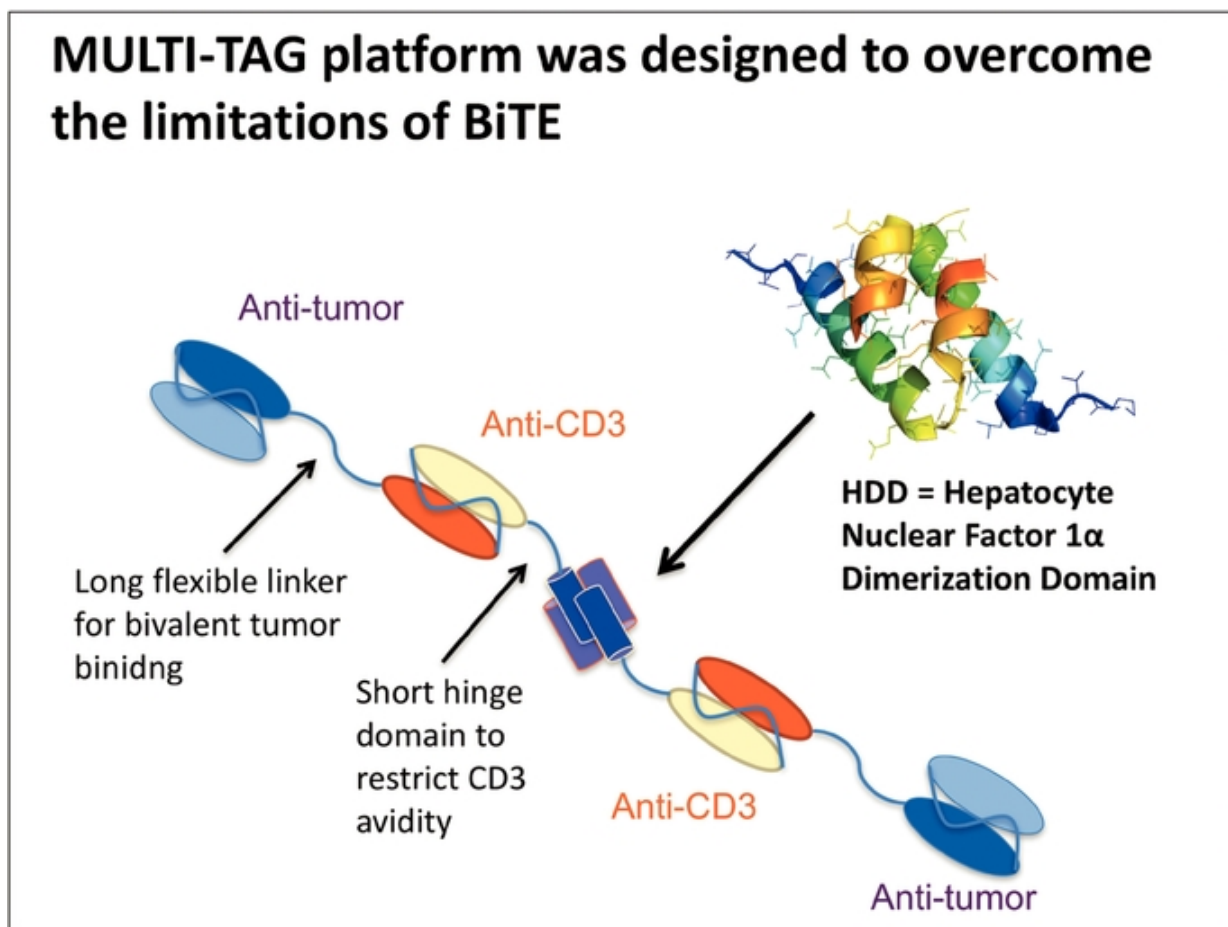 MULTI-TAG platform was designed to overcome
the limitations of BiTE
Anti-tumor
Anti-CD3
HDD = Hepatocyte
Nuclear Factor 1α
Dimerization Domain
Long flexible linker
for bivalent tumor
binidng
Short hinge
domain to
restrict CD3
avidity
Anti-CD3
Anti-tumor